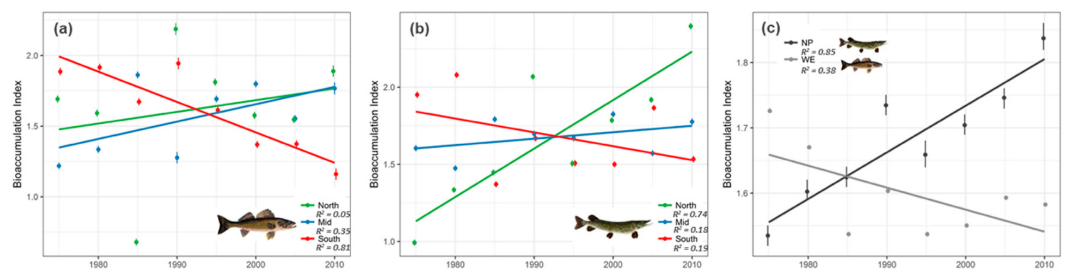 (a)
Bioaccumulation Index
2.0
1.5
1.0
1980
1990
2000
2010
North
R² = 0.05
Mid
R² = 0.35
South
R² = 0.81
(b)
Bioaccumulation Index
2.0
1.5
1.0
1980
1990
2000
2010
North
R² = 0.74
Mid
R² = 0.18
South
R² = 0.19
(c)
Bioaccumulation Index
1.8
1.7
1.6
1980
1990
2000
2010
NP
R² = 0.85
WE
R² = 0.38